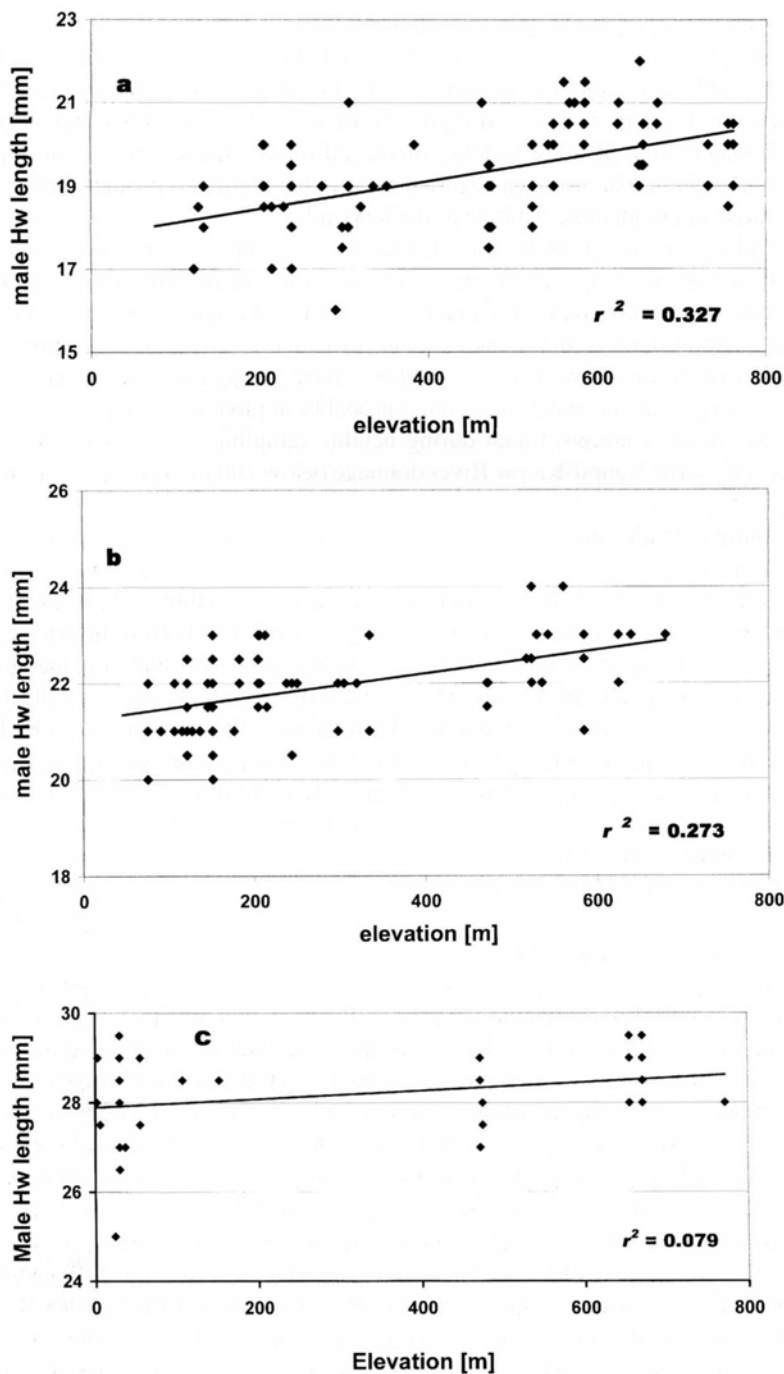 23
21
19
17
15
male Hw length [mm]
a
r ² = 0.327
0 200 400 600 800
elevation [m]
26
24
22
20
18
male Hw length [mm]
b
r ² = 0.273
0 200 400 600 800
elevation [m]
30
28
26
24
Male Hw length [mm]
c
r² = 0.079
0 200 400 600 800
Elevation [m]